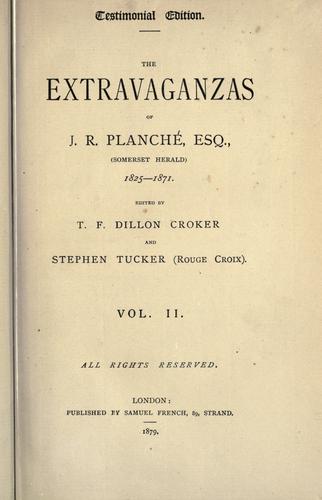 Testimonial Edition.
THE
EXTRAVAGANZAS
OF
J. R. PLANCHÉ, ESQ.,
(SOMERSET HERALD)
1825—1871.
EDITED BY
T. F. DILLON CROKER
AND
STEPHEN TUCKER (ROUGE CROIX).
VOL. II.
ALL RIGHTS RESERVED.
LONDON:
PUBLISHED BY SAMUEL FRENCH, 89, STRAND.
1879.